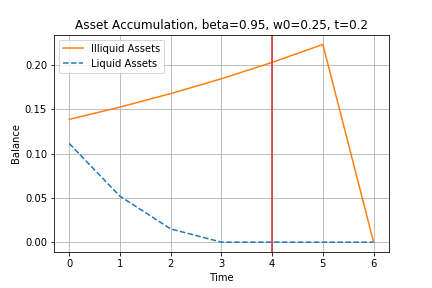 Asset Accumulation, beta=0.95, w0=0.25, t=0.2
Illiquid Assets
Liquid Assets
Balance
0.20
0.15
0.10
0.05
0.00
0 1 2 3 4 5 6
Time